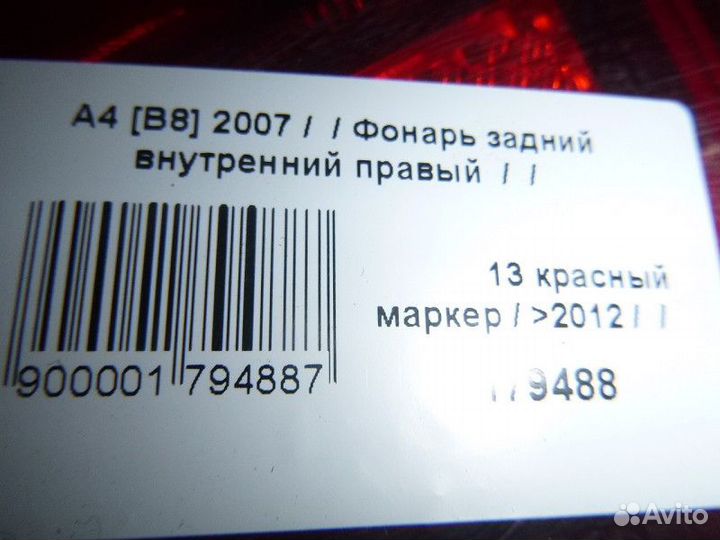 A4 [B8] 2007 / / Фонарь задний
внутренний правый / /
13 красный
маркер / >2012 / /
900001 794887
9488
Avito